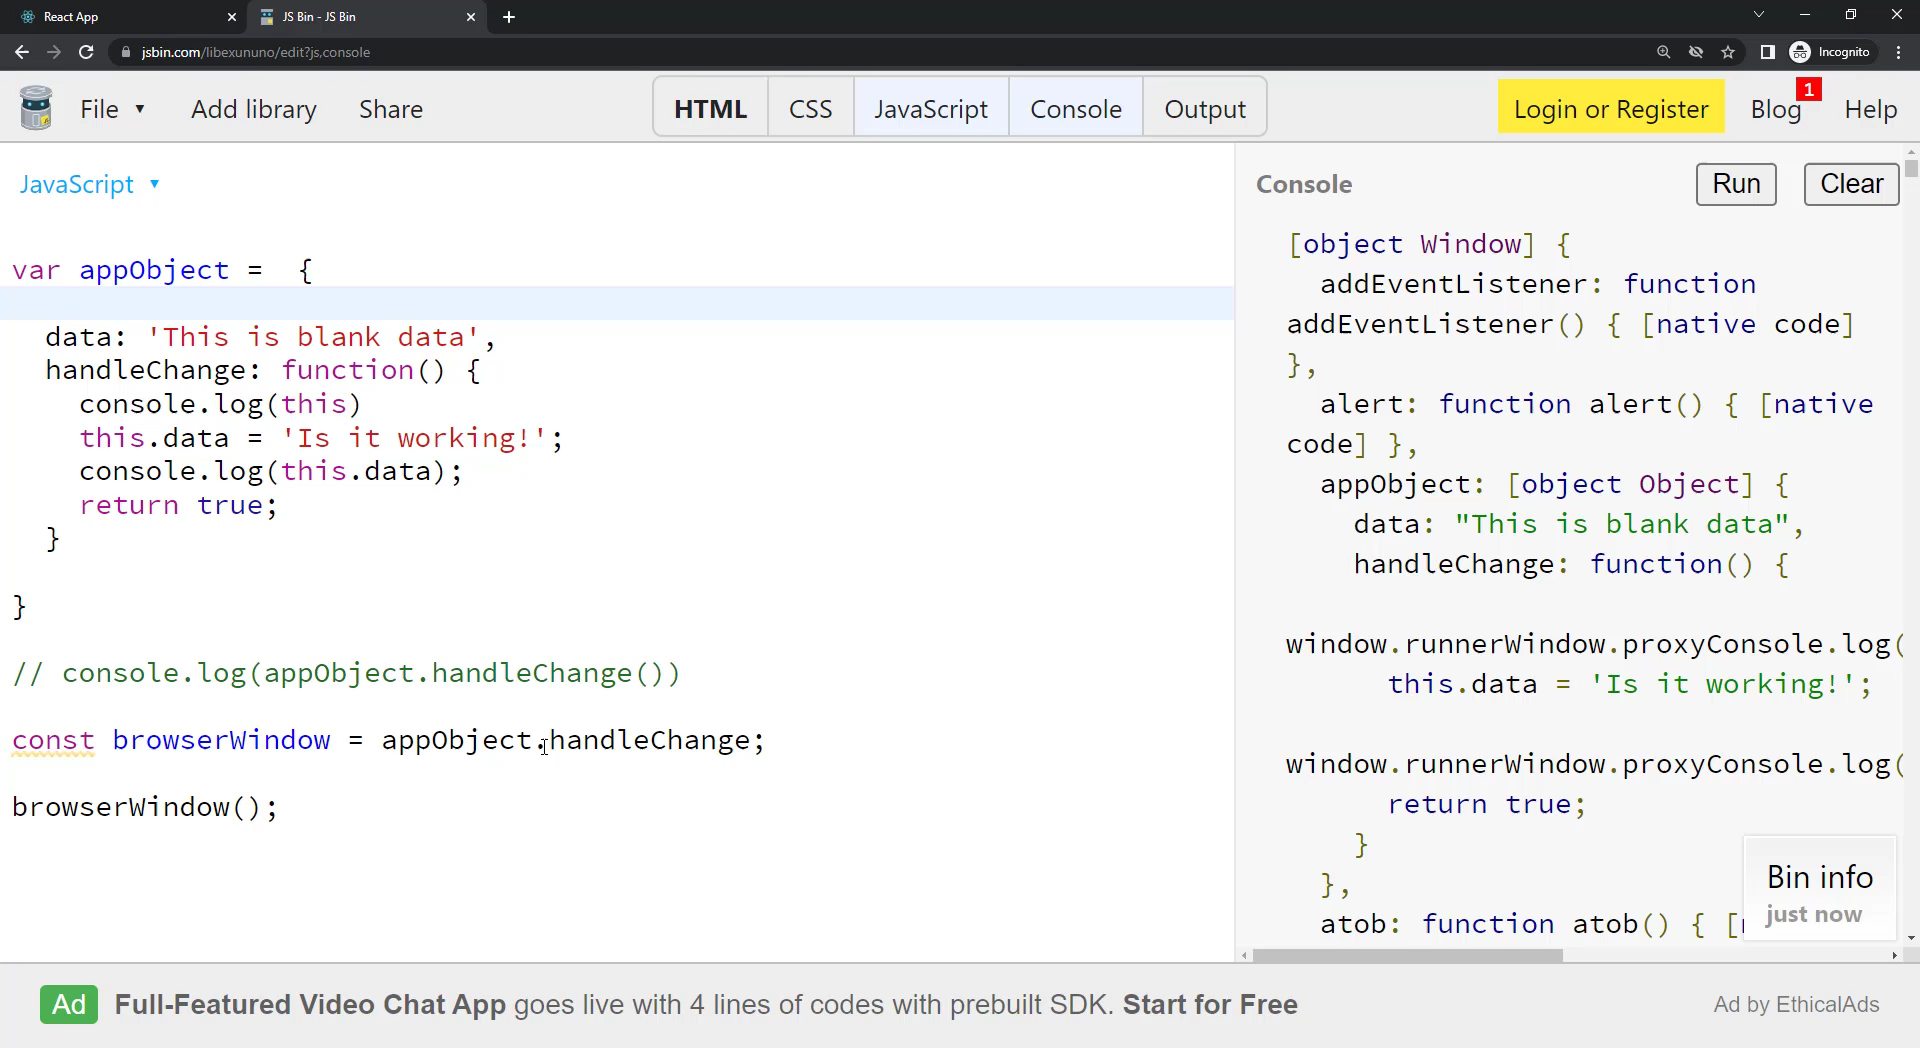 React App
JS Bin - JS Bin
jsbin.com/libexununo/edit?js,console
Incognito
File
Add library
Share
HTML
CSS
JavaScript
Console
Output
Login or Register
Blog
1
Help
JavaScript
var appObject =  {
data: 'This is blank data',
handleChange: function() {
console.log(this)
this.data = 'Is it working!';
console.log(this.data);
return true;
}
}
// console.log(appObject.handleChange())
const browserWindow = appObject.handleChange;
browserWindow();
Console
Run
Clear
[object Window] {
addEventListener: function
addEventListener() { [native code]
},
alert: function alert() { [native
code] },
appObject: [object Object] {
data: "This is blank data",
handleChange: function() {
window.runnerWindow.proxyConsole.log(
this.data = 'Is it working!';
window.runnerWindow.proxyConsole.log(
return true;
}
},
atob: function atob() { [
Bin info
just now
Ad
Full-Featured Video Chat App goes live with 4 lines of codes with prebuilt SDK. Start for Free
Ad by EthicalAds